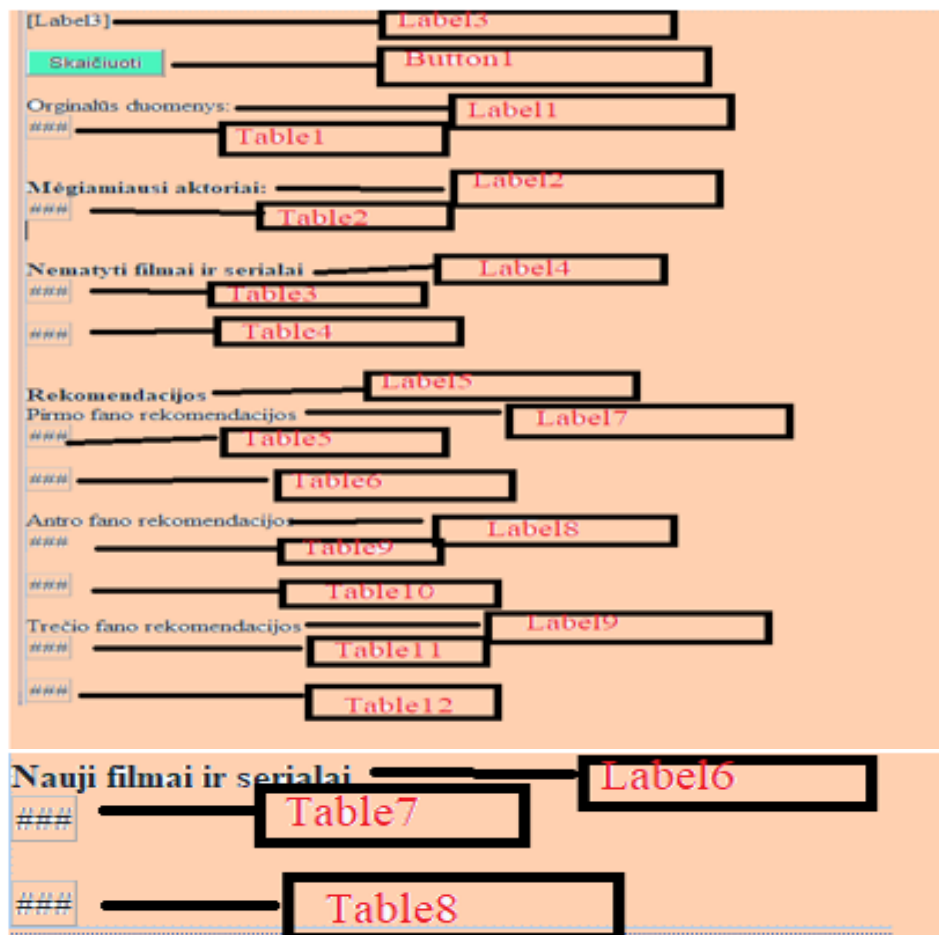 [Label3] Label3
Skaičiuoti Button1
Orginalūs duomenys: Label1
### Table1
Mėgiamiausi aktoriai: Label2
### Table2
Nematyti filmai ir serialai Label4
### Table3
### Table4
Rekomendacijos Label5
Pirmo fano rekomendacijos Label7
### Table5
### Table6
Antro fano rekomendacijos Label8
### Table9
### Table10
Trečio fano rekomendacijos Label9
### Table11
### Table12
Nauji filmai ir serialai Label6
### Table7
### Table8